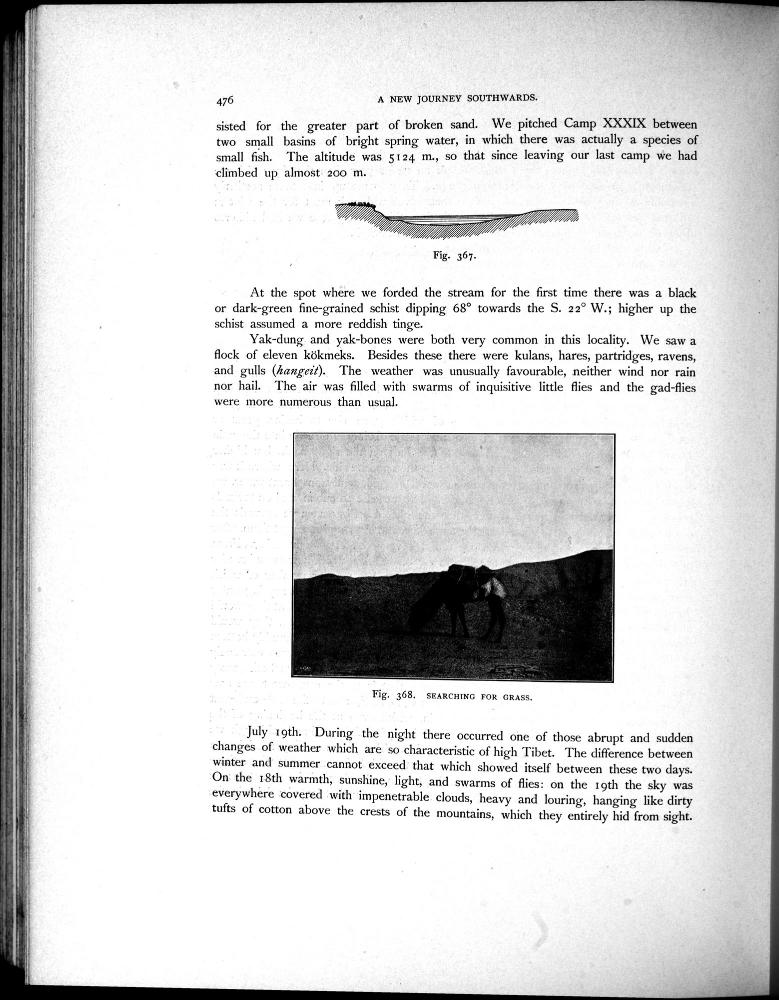 476
A NEW JOURNEY SOUTHWARDS.
sisted for the greater part of broken sand. We pitched Camp XXXIX between
two small basins of bright spring water, in which there was actually a species of
small fish. The altitude was 5124 m., so that since leaving our last camp we had
climbed up almost 200 m.
Fig. 367.
At the spot where we forded the stream for the first time there was a black
or dark-green fine-grained schist dipping 68° towards the S. 22° W.; higher up the
schist assumed a more reddish tinge.
Yak-dung and yak-bones were both very common in this locality. We saw a
flock of eleven kökmeks. Besides these there were kulans, hares, partridges, ravens,
and gulls (hangeit). The weather was unusually favourable, neither wind nor rain
nor hail. The air was filled with swarms of inquisitive little flies and the gad-flies
were more numerous than usual.
Fig. 368. SEARCHING FOR GRASS.
July 19th. During the night there occurred one of those abrupt and sudden
changes of weather which are so characteristic of high Tibet. The difference between
winter and summer cannot exceed that which showed itself between these two days.
On the 18th warmth, sunshine, light, and swarms of flies: on the 19th the sky was
everywhere covered with impenetrable clouds, heavy and louring, hanging like dirty
tufts of cotton above the crests of the mountains, which they entirely hid from sight.